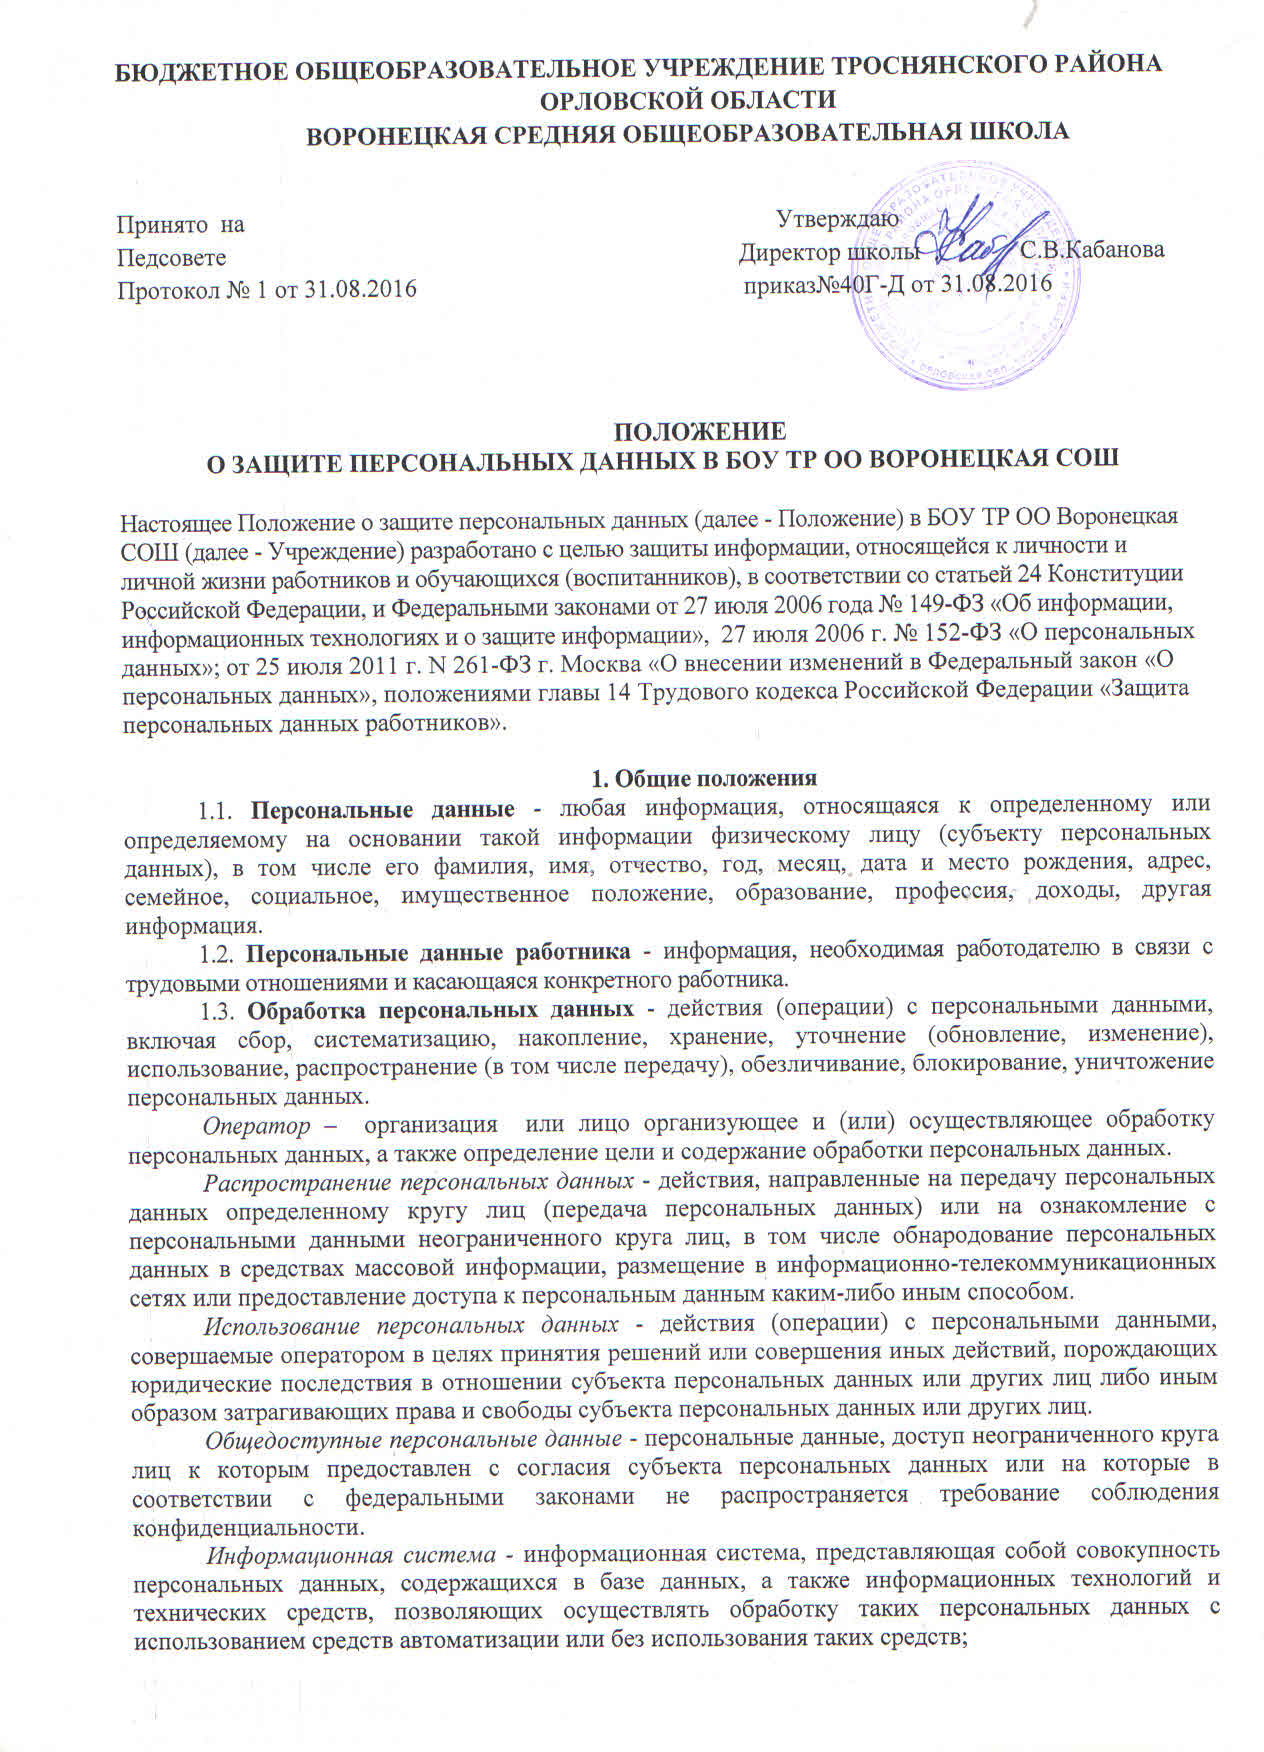 БЮДЖЕТНОЕ ОБЩЕОБРАЗОВАТЕЛЬНОЕ УЧРЕЖДЕНИЕ ТРОСНЯНСКОГО РАЙОНА
ОРЛОВСКОЙ ОБЛАСТИ
ВОРОНЕЦКАЯ СРЕДНЯЯ ОБЩЕОБРАЗОВАТЕЛЬНАЯ ШКОЛА
Принято на
Педсовете
Протокол № 1 от 31.08.2016
Утверждаю
Директор школы С.В.Кабанова
приказ№40Г-Д от 31.08.2016
ПОЛОЖЕНИЕ
О ЗАЩИТЕ ПЕРСОНАЛЬНЫХ ДАННЫХ В БОУ ТР ОО ВОРОНЕЦКАЯ СОШ
Настоящее Положение о защите персональных данных (далее - Положение) в БОУ ТР ОО Воронецкая
СОШ (далее - Учреждение) разработано с целью защиты информации, относящейся к личности и
личной жизни работников и обучающихся (воспитанников), в соответствии со статьей 24 Конституции
Российской Федерации, и Федеральными законами от 27 июля 2006 года № 149-ФЗ «Об информации,
информационных технологиях и о защите информации», 27 июля 2006 г. № 152-ФЗ «О персональных
данных»; от 25 июля 2011 г. N 261-ФЗ г. Москва «О внесении изменений в Федеральный закон «О
персональных данных», положениями главы 14 Трудового кодекса Российской Федерации «Защита
персональных данных работников».
1. Общие положения
1.1. Персональные данные - любая информация, относящаяся к определенному или
определяемому на основании такой информации физическому лицу (субъекту персональных
данных), в том числе его фамилия, имя, отчество, год, месяц, дата и место рождения, адрес,
семейное, социальное, имущественное положение, образование, профессия, доходы, другая
информация.
1.2. Персональные данные работника - информация, необходимая работодателю в связи с
трудовыми отношениями и касающаяся конкретного работника.
1.3. Обработка персональных данных - действия (операции) с персональными данными,
включая сбор, систематизацию, накопление, хранение, уточнение (обновление, изменение),
использование, распространение (в том числе передачу), обезличивание, блокирование, уничтожение
персональных данных.
Оператор – организация или лицо организующее и (или) осуществляющее обработку
персональных данных, а также определение цели и содержание обработки персональных данных.
Распространение персональных данных - действия, направленные на передачу персональных
данных определенному кругу лиц (передача персональных данных) или на ознакомление с
персональными данными неограниченного круга лиц, в том числе обнародование персональных
данных в средствах массовой информации, размещение в информационно-телекоммуникационных
сетях или предоставление доступа к персональным данным каким-либо иным способом.
Использование персональных данных - действия (операции) с персональными данными,
совершаемые оператором в целях принятия решений или совершения иных действий, порождающих
юридические последствия в отношении субъекта персональных данных или других лиц либо иным
образом затрагивающих права и свободы субъекта персональных данных или других лиц.
Общедоступные персональные данные - персональные данные, доступ неограниченного круга
лиц к которым предоставлен с согласия субъекта персональных данных или на которые в
соответствии с федеральными законами не распространяется требование соблюдения
конфиденциальности.
Информационная система - информационная система, представляющая собой совокупность
персональных данных, содержащихся в базе данных, а также информационных технологий и
технических средств, позволяющих осуществлять обработку таких персональных данных с
использованием средств автоматизации или без использования таких средств;